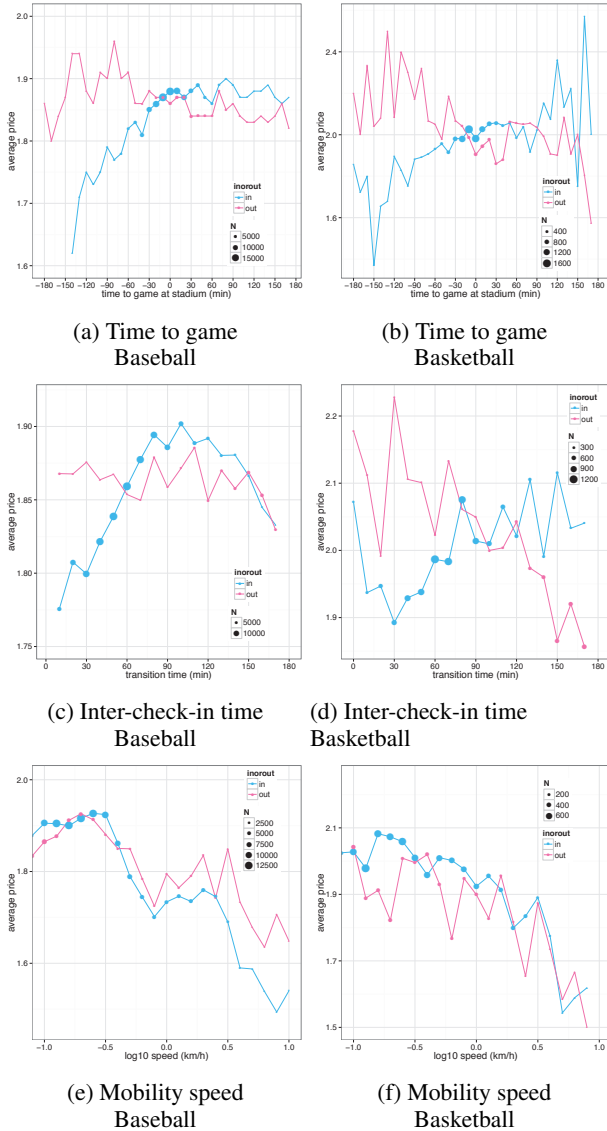 2.0
1.9
1.8
1.7
1.6
average price
−180 −150 −120 −90 −60 −30 0 30 60 90 120 150 180
time to game at stadium (min)
inorout
in
out
N
5000
10000
15000
(a) Time to game
Baseball
2.4
2.0
1.6
average price
−180 −150 −120 −90 −60 −30 0 30 60 90 120 150 180
time to game at stadium (min)
inorout
in
out
N
400
800
1200
1600
(b) Time to game
Basketball
1.90
1.85
1.80
1.75
average price
0 30 60 90 120 150 180
transition time (min)
inorout
in
out
N
5000
10000
(c) Inter-check-in time
Baseball
2.2
2.1
2.0
1.9
average price
0 30 60 90 120 150 180
transition time (min)
inorout
in
out
N
300
600
900
1200
(d) Inter-check-in time
Basketball
2.0
1.9
1.8
1.7
1.6
1.5
average price
−1.0 −0.5 0.0 0.5 1.0
log10 speed (km/h)
inorout
in
out
N
2500
5000
7500
10000
12500
(e) Mobility speed
Baseball
2.1
1.9
1.7
1.5
average price
−1.0 −0.5 0.0 0.5 1.0
log10 speed (km/h)
N
200
400
600
inorout
in
out
(f) Mobility speed
Basketball